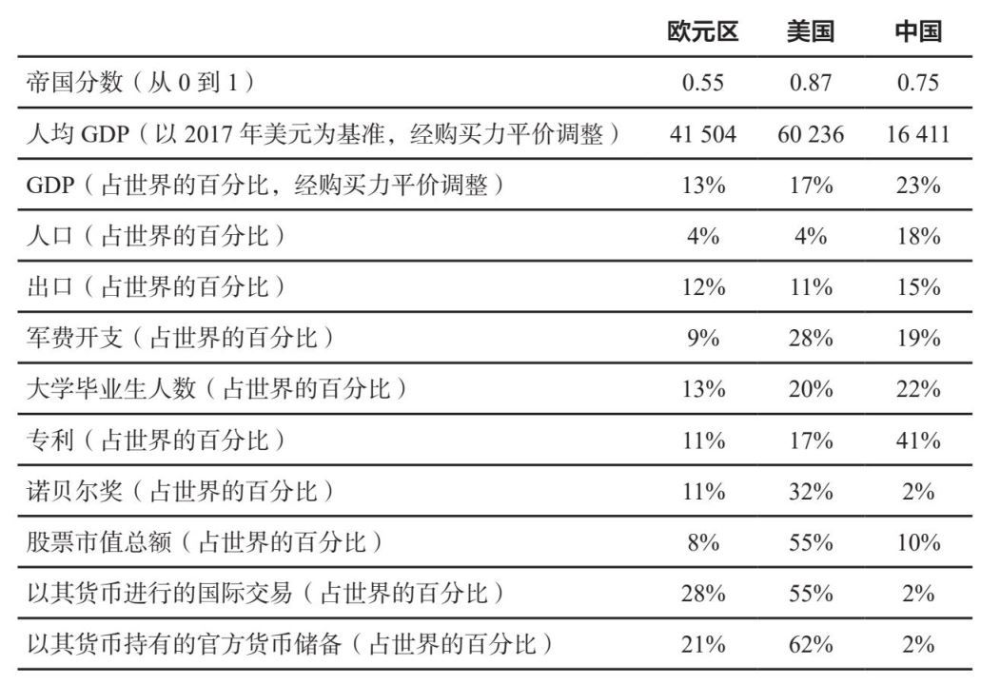 欧元区 美国 中国
帝国分数（从 0 到 1） 0.55 0.87 0.75
人均 GDP（以 2017 年美元为基准，经购买力平价调整） 41 504 60 236 16 411
GDP（占世界的百分比，经购买力平价调整） 13% 17% 23%
人口（占世界的百分比） 4% 4% 18%
出口（占世界的百分比） 12% 11% 15%
军费开支（占世界的百分比） 9% 28% 19%
大学毕业生人数（占世界的百分比） 13% 20% 22%
专利（占世界的百分比） 11% 17% 41%
诺贝尔奖（占世界的百分比） 11% 32% 2%
股票市值总额（占世界的百分比） 8% 55% 10%
以其货币进行的国际交易（占世界的百分比） 28% 55% 2%
以其货币持有的官方货币储备（占世界的百分比） 21% 62% 2%